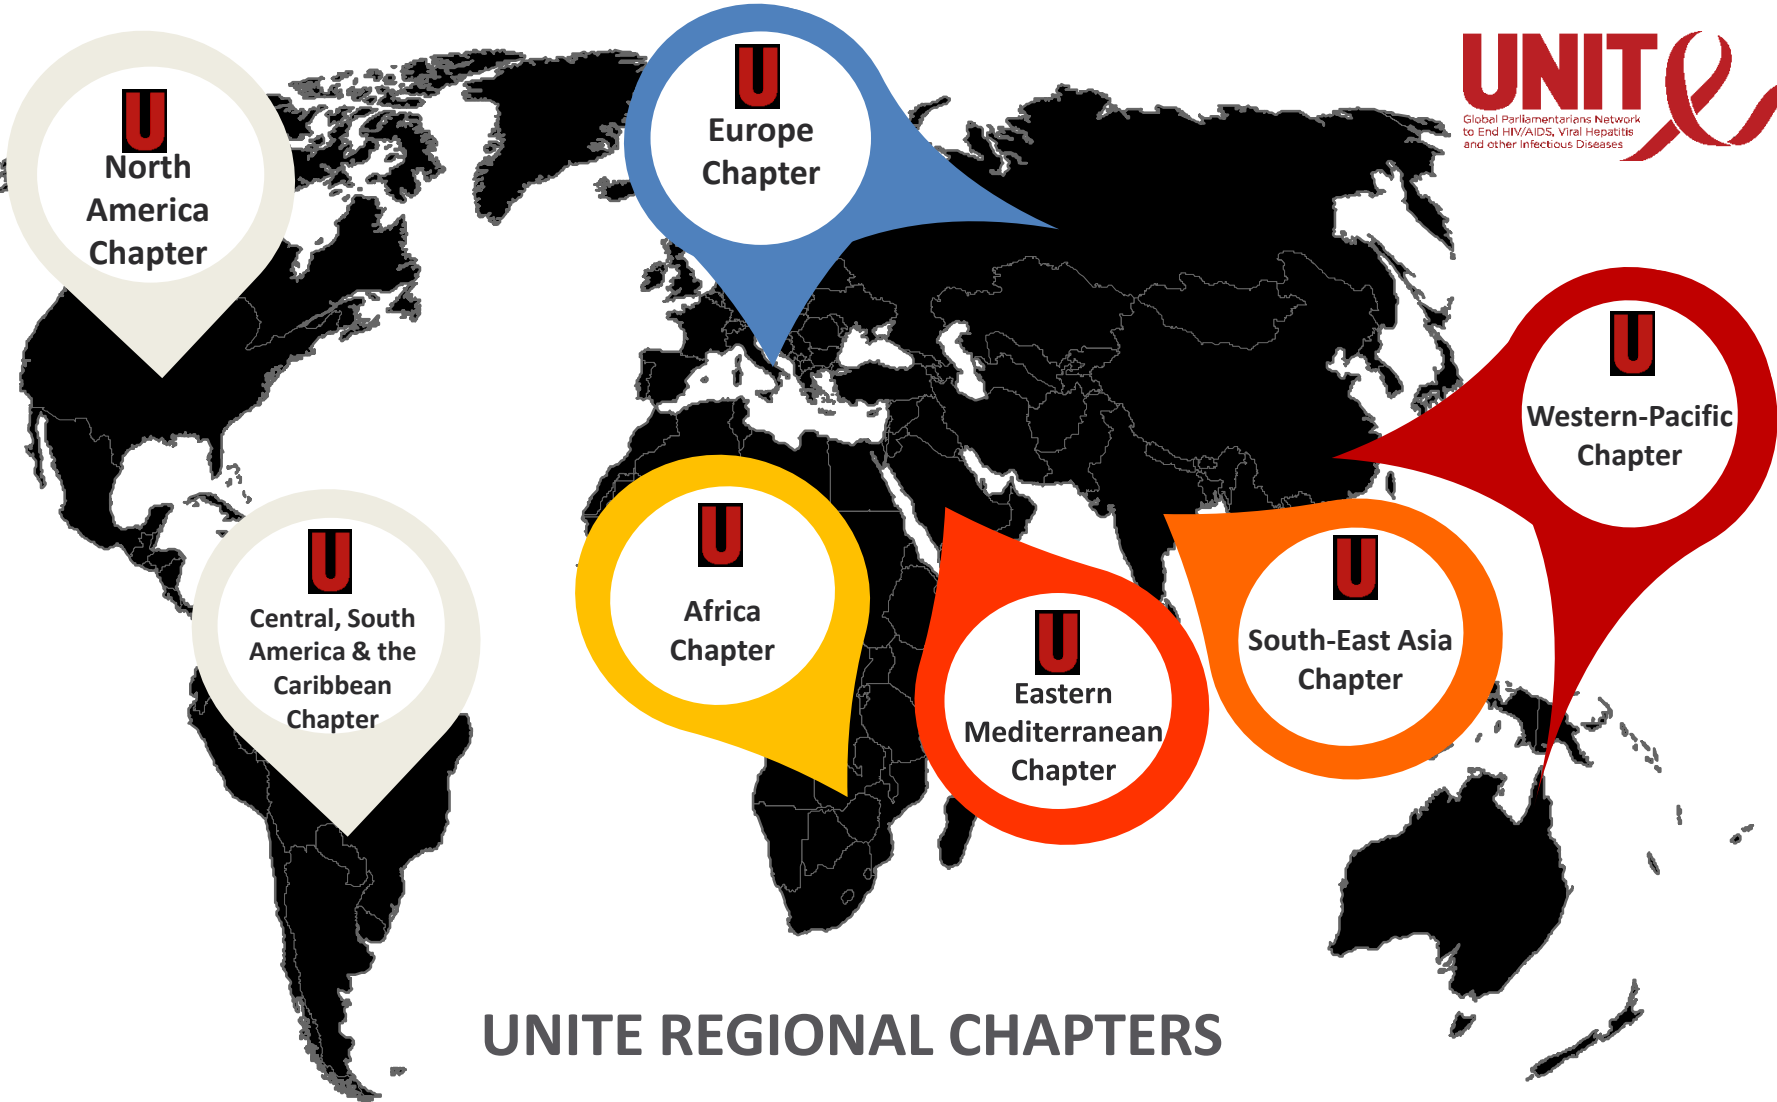 UNITE
Global Parliamentarians Network
to End HIV/AIDS, Viral Hepatitis
and other Infectious Diseases
U
North
America
Chapter
U
Europe
Chapter
U
Western-Pacific
Chapter
U
Central, South
America & the
Caribbean
Chapter
U
Africa
Chapter
U
Eastern
Mediterranean
Chapter
U
South-East Asia
Chapter
UNITE REGIONAL CHAPTERS